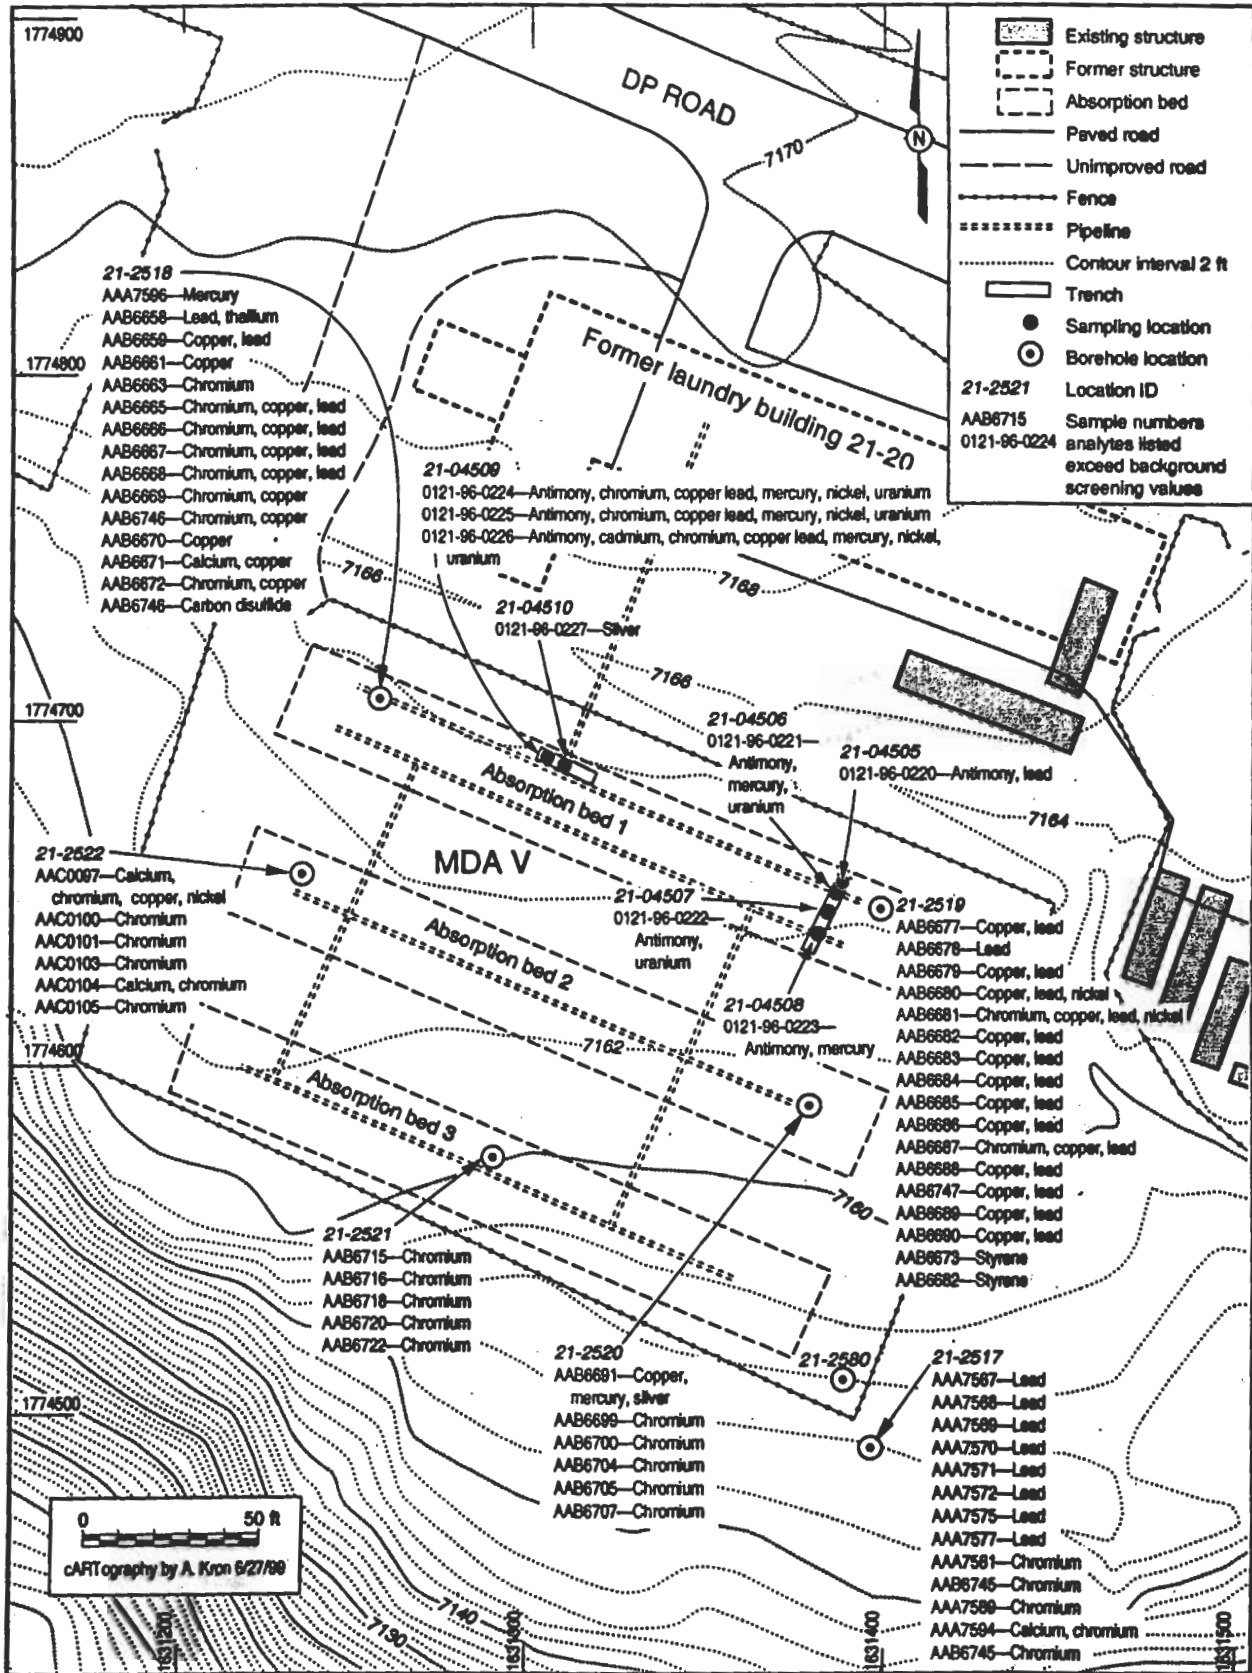 1774900
DP ROAD
7170
N
Existing structure
Former structure
Absorption bed
Paved road
Unimproved road
Fence
Pipeline
Contour interval 2 ft
Trench
Sampling location
Borehole location
21-2521 Location ID
AAB6715 Sample numbers
0121-96-0224 analytes listed
exceed background
screening values
21-2518
AAA7596—Mercury
AAB6658—Lead, thallium
AAB6659—Copper, lead
AAB6661—Copper
AAB6663—Chromium
AAB6665—Chromium, copper, lead
AAB6666—Chromium, copper, lead
AAB6667—Chromium, copper, lead
AAB6668—Chromium, copper, lead
AAB6669—Chromium, copper
AAB6746—Chromium, copper
AAB6670—Copper
AAB6671—Calcium, copper
AAB6672—Chromium, copper
AAB6746—Carbon disulfide
1774800
Former laundry building 21-20
21-04509
0121-96-0224—Antimony, chromium, copper lead, mercury, nickel, uranium
0121-96-0225—Antimony, chromium, copper lead, mercury, nickel, uranium
0121-96-0226—Antimony, cadmium, chromium, copper lead, mercury, nickel,
uranium
7166
7168
21-04510
0121-96-0227—Silver
7166
1774700
21-04506
0121-96-0221—
Antimony,
mercury,
uranium
21-04505
0121-96-0220—Antimony, lead
Absorption bed 1
7164
MDA V
21-2522
AAC0097—Calcium,
chromium, copper, nickel
AAC0100—Chromium
AAC0101—Chromium
AAC0103—Chromium
AAC0104—Calcium, chromium
AAC0105—Chromium
21-04507
0121-96-0222—
Antimony,
uranium
Absorption bed 2
21-04508
0121-96-0223—
Antimony, mercury
21-2519
AAB6677—Copper, lead
AAB6678—Lead
AAB6679—Copper, lead
AAB6680—Copper, lead, nickel
AAB6681—Chromium, copper, lead, nickel
AAB6682—Copper, lead
AAB6683—Copper, lead
AAB6684—Copper, lead
AAB6685—Copper, lead
AAB6686—Copper, lead
AAB6687—Chromium, copper, lead
AAB6688—Copper, lead
AAB6747—Copper, lead
AAB6689—Copper, lead
AAB6690—Copper, lead
AAB6673—Styrene
AAB6682—Styrene
1774600
7162
Absorption bed 3
7160
21-2521
AAB6715—Chromium
AAB6716—Chromium
AAB6718—Chromium
AAB6720—Chromium
AAB6722—Chromium
21-2520
AAB6691—Copper,
mercury, silver
AAB6699—Chromium
AAB6700—Chromium
AAB6704—Chromium
AAB6705—Chromium
AAB6707—Chromium
21-2580
21-2517
AAA7567—Lead
AAA7568—Lead
AAA7569—Lead
AAA7570—Lead
AAA7571—Lead
AAA7572—Lead
AAA7575—Lead
AAA7577—Lead
AAA7581—Chromium
AAB6745—Chromium
AAA7589—Chromium
AAA7594—Calcium, chromium
AAB6745—Chromium
1774500
0 50 ft
cARTography by A. Kron 6/27/99
7140
7130
1631200
1631300
1631400
1631500